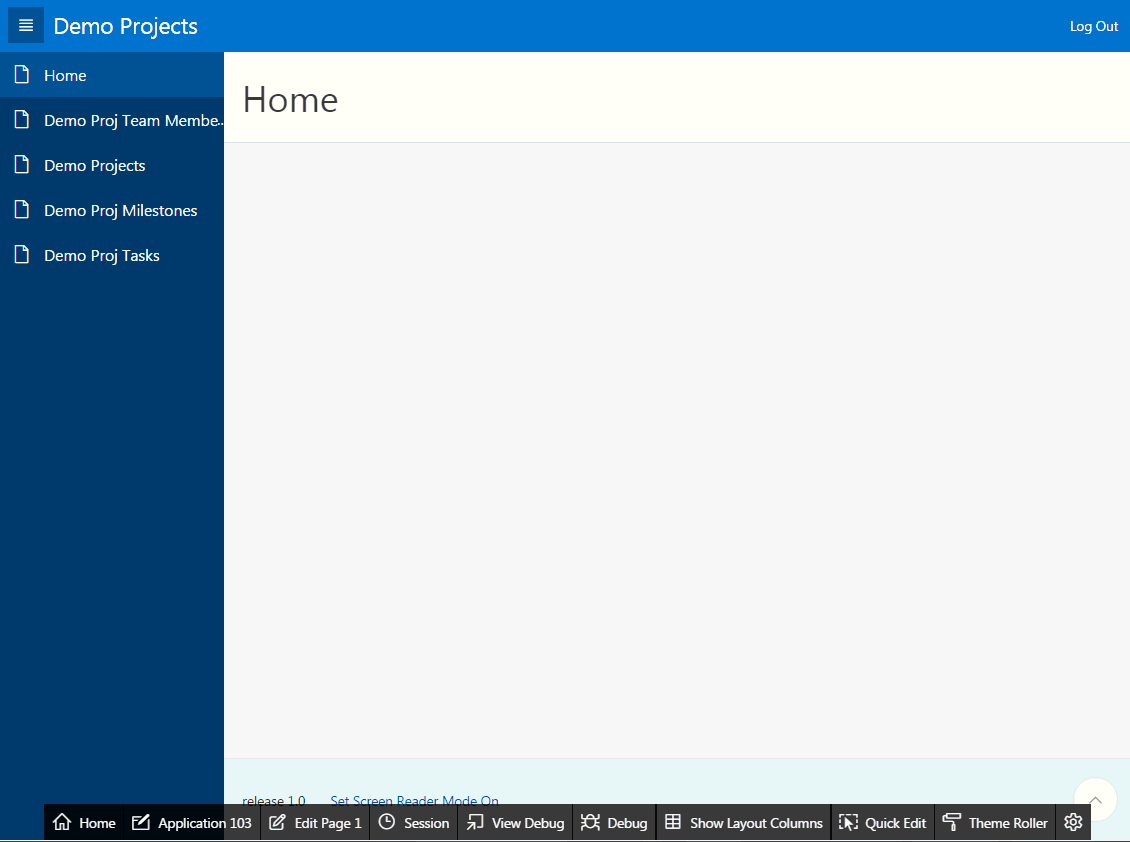 Demo Projects
Log Out
Home
Demo Proj Team Membe..
Demo Projects
Demo Proj Milestones
Demo Proj Tasks
Home
release 1.0 Set Screen Reader Mode On
Home Application 103 Edit Page 1 Session View Debug Debug Show Layout Columns Quick Edit Theme Roller